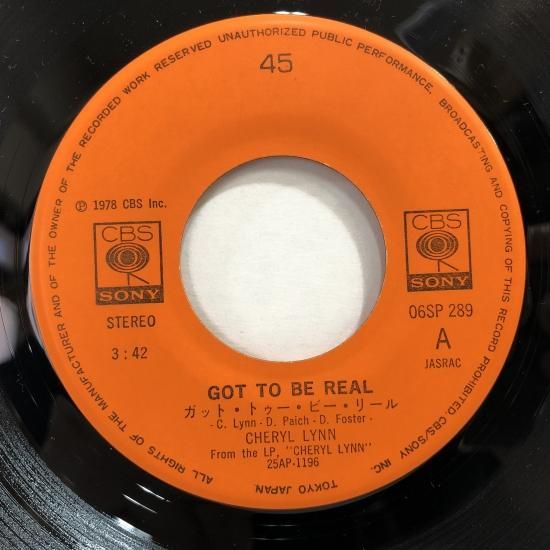 ALL RIGHTS OF THE MANUFACTURER AND OF THE OWNER OF THE RECORDED WORK RESERVED UNAUTHORIZED PUBLIC PERFORMANCE, BROADCASTING AND COPYING OF THIS RECORD PROHIBITED. CBS/SONY INC.
TOKYO JAPAN.
45
Ⓟ 1978 CBS Inc.
CBS
SONY
CBS
SONY
STEREO
3:42
06SP 289
A
JASRAC
GOT TO BE REAL
ガット・トゥー・ビー・リール
- C. Lynn - D. Paich - D. Foster -
CHERYL LYNN
From the LP, "CHERYL LYNN"
25AP-1196